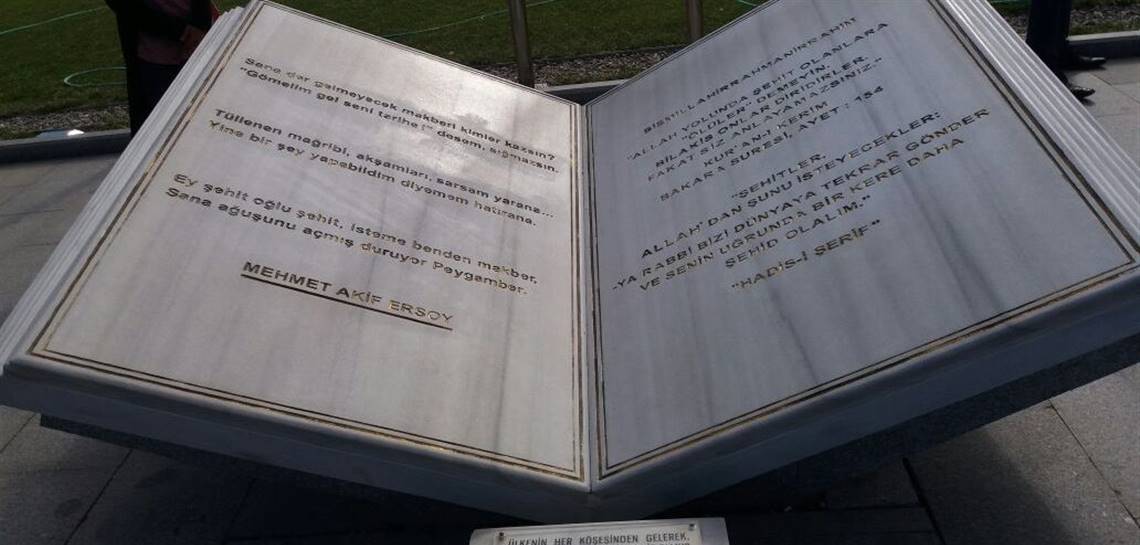 Sana dar gelmeyecek makberi kimler kazsın?
"Gömelim gel seni tarihe!" desem, sığmazsın.
Tüllenen mağribi, akşamları, sarsam yarana...
Yine bir şey yapabildim diyemem hatırana.
Ey şehit oğlu şehit, isteme benden makber,
Sana ağuşunu açmış duruyor Peygamber.
MEHMET AKİF ERSOY
BİSMİLLAHİRRAHMANİRRAHİM
"ALLAH YOLUNDA ŞEHİT OLANLARA
"ÖLÜLER" DEMEYİN.
BİLAKİS ONLAR DİRİDİRLER.
FAKAT SİZ ANLAYAMAZSINIZ."
KUR'AN-I KERİM
BAKARA SURESİ, AYET : 154
"ŞEHİTLER,
ALLAH'DAN ŞUNU İSTEYECEKLER:
-YA RABBİ BİZİ DÜNYAYA TEKRAR GÖNDER
VE SENİN UĞRUNDA BİR KERE DAHA
ŞEHİD OLALIM."
"HADİS-İ ŞERİF"
ÜLKENİN HER KÖŞESİNDEN GELEREK,